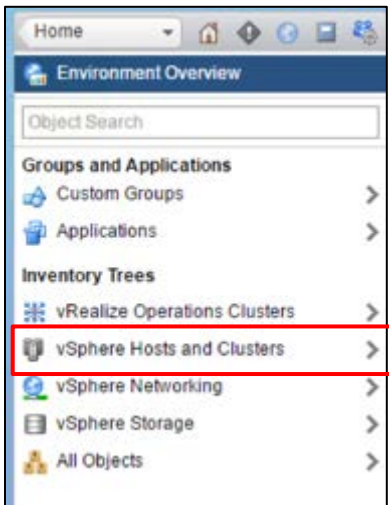 Home
Environment Overview
Object Search
Groups and Applications
Custom Groups
Applications
Inventory Trees
vRealize Operations Clusters
vSphere Hosts and Clusters
vSphere Networking
vSphere Storage
All Objects